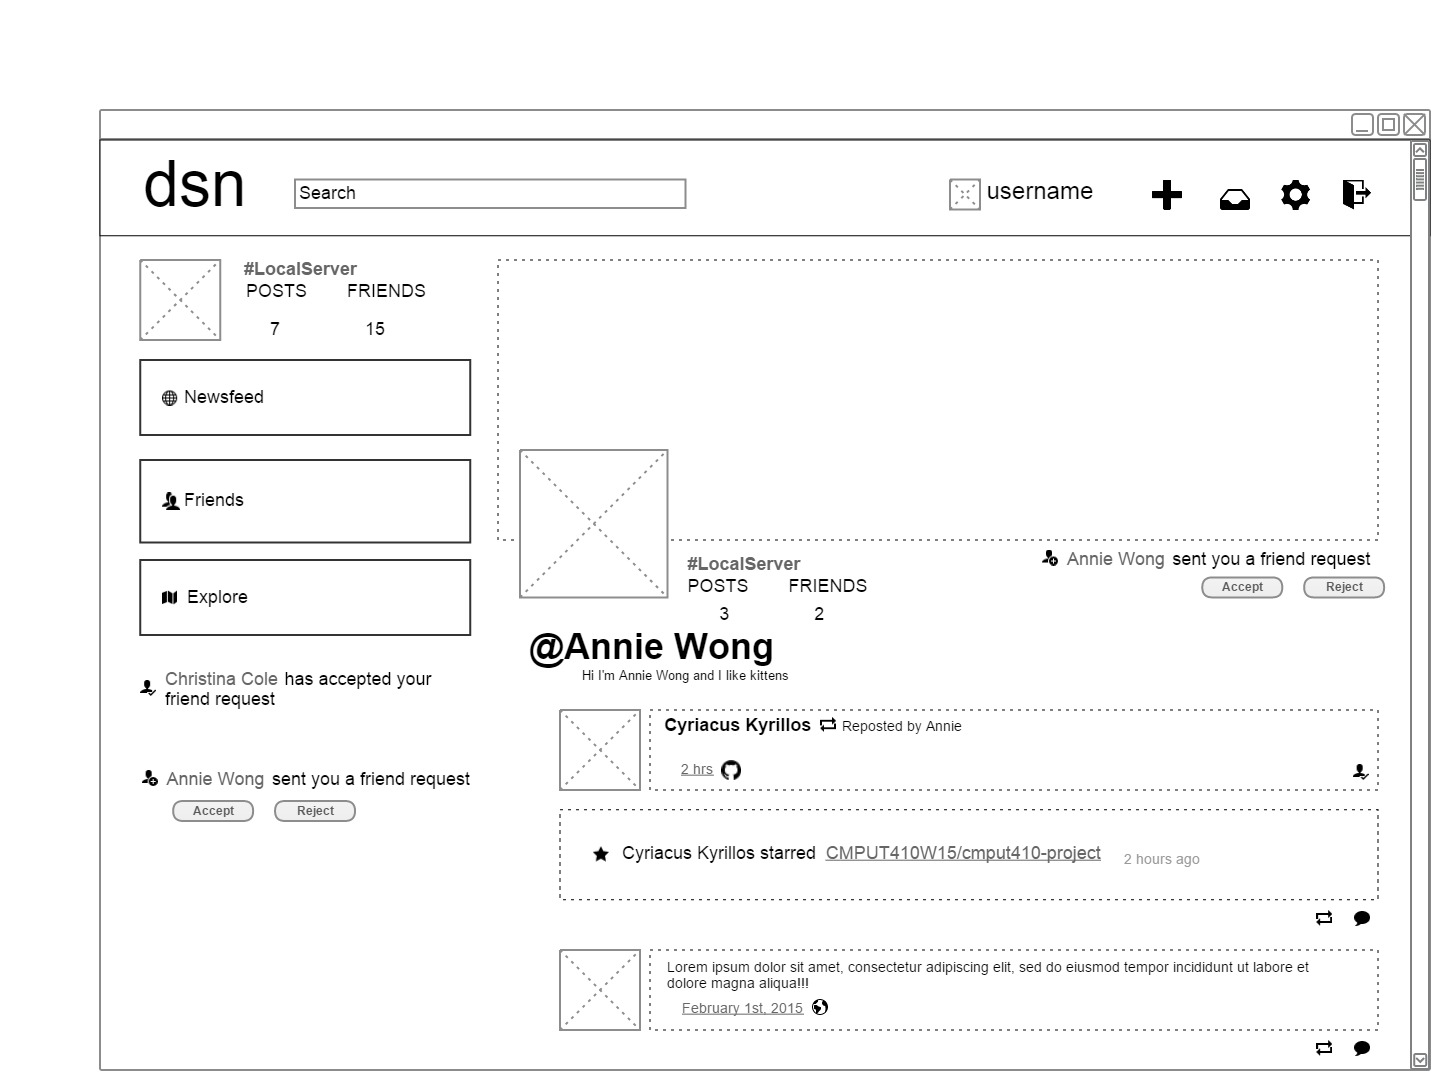 dsn
Search
username
#LocalServer
POSTS FRIENDS
7 15
Newsfeed
Friends
Explore
Christina Cole has accepted your
friend request
Annie Wong sent you a friend request
Accept Reject
#LocalServer
POSTS FRIENDS
3 2
Annie Wong sent you a friend request
Accept Reject
@Annie Wong
Hi I'm Annie Wong and I like kittens
Cyriacus Kyrillos Reposted by Annie
2 hrs
Cyriacus Kyrillos starred CMPUT410W15/cmput410-project 2 hours ago
Lorem ipsum dolor sit amet, consectetur adipiscing elit, sed do eiusmod tempor incididunt ut labore et
dolore magna aliqua!!!
February 1st, 2015